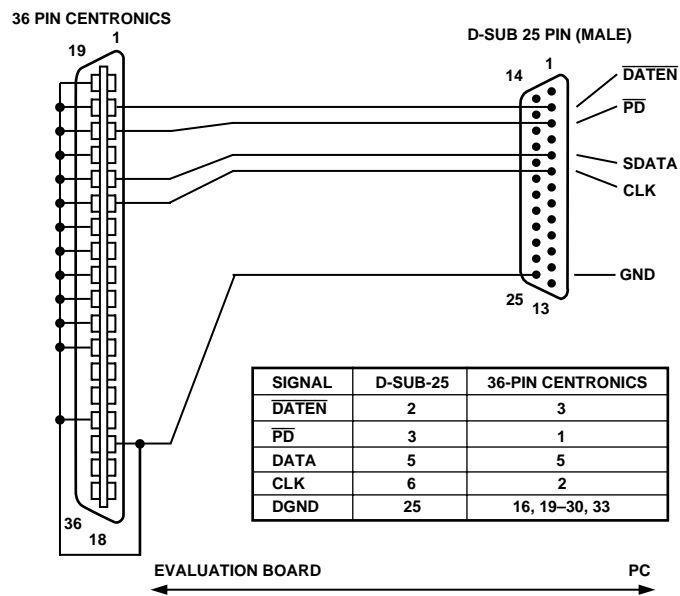 36 PIN CENTRONICS
19
1
36
18
D-SUB 25 PIN (MALE)
14
1
25
13
DATEN
PD
SDATA
CLK
GND
SIGNAL D-SUB-25 36-PIN CENTRONICS
DATEN 2 3
PD 3 1
DATA 5 5
CLK 6 2
DGND 25 16, 19–30, 33
EVALUATION BOARD PC